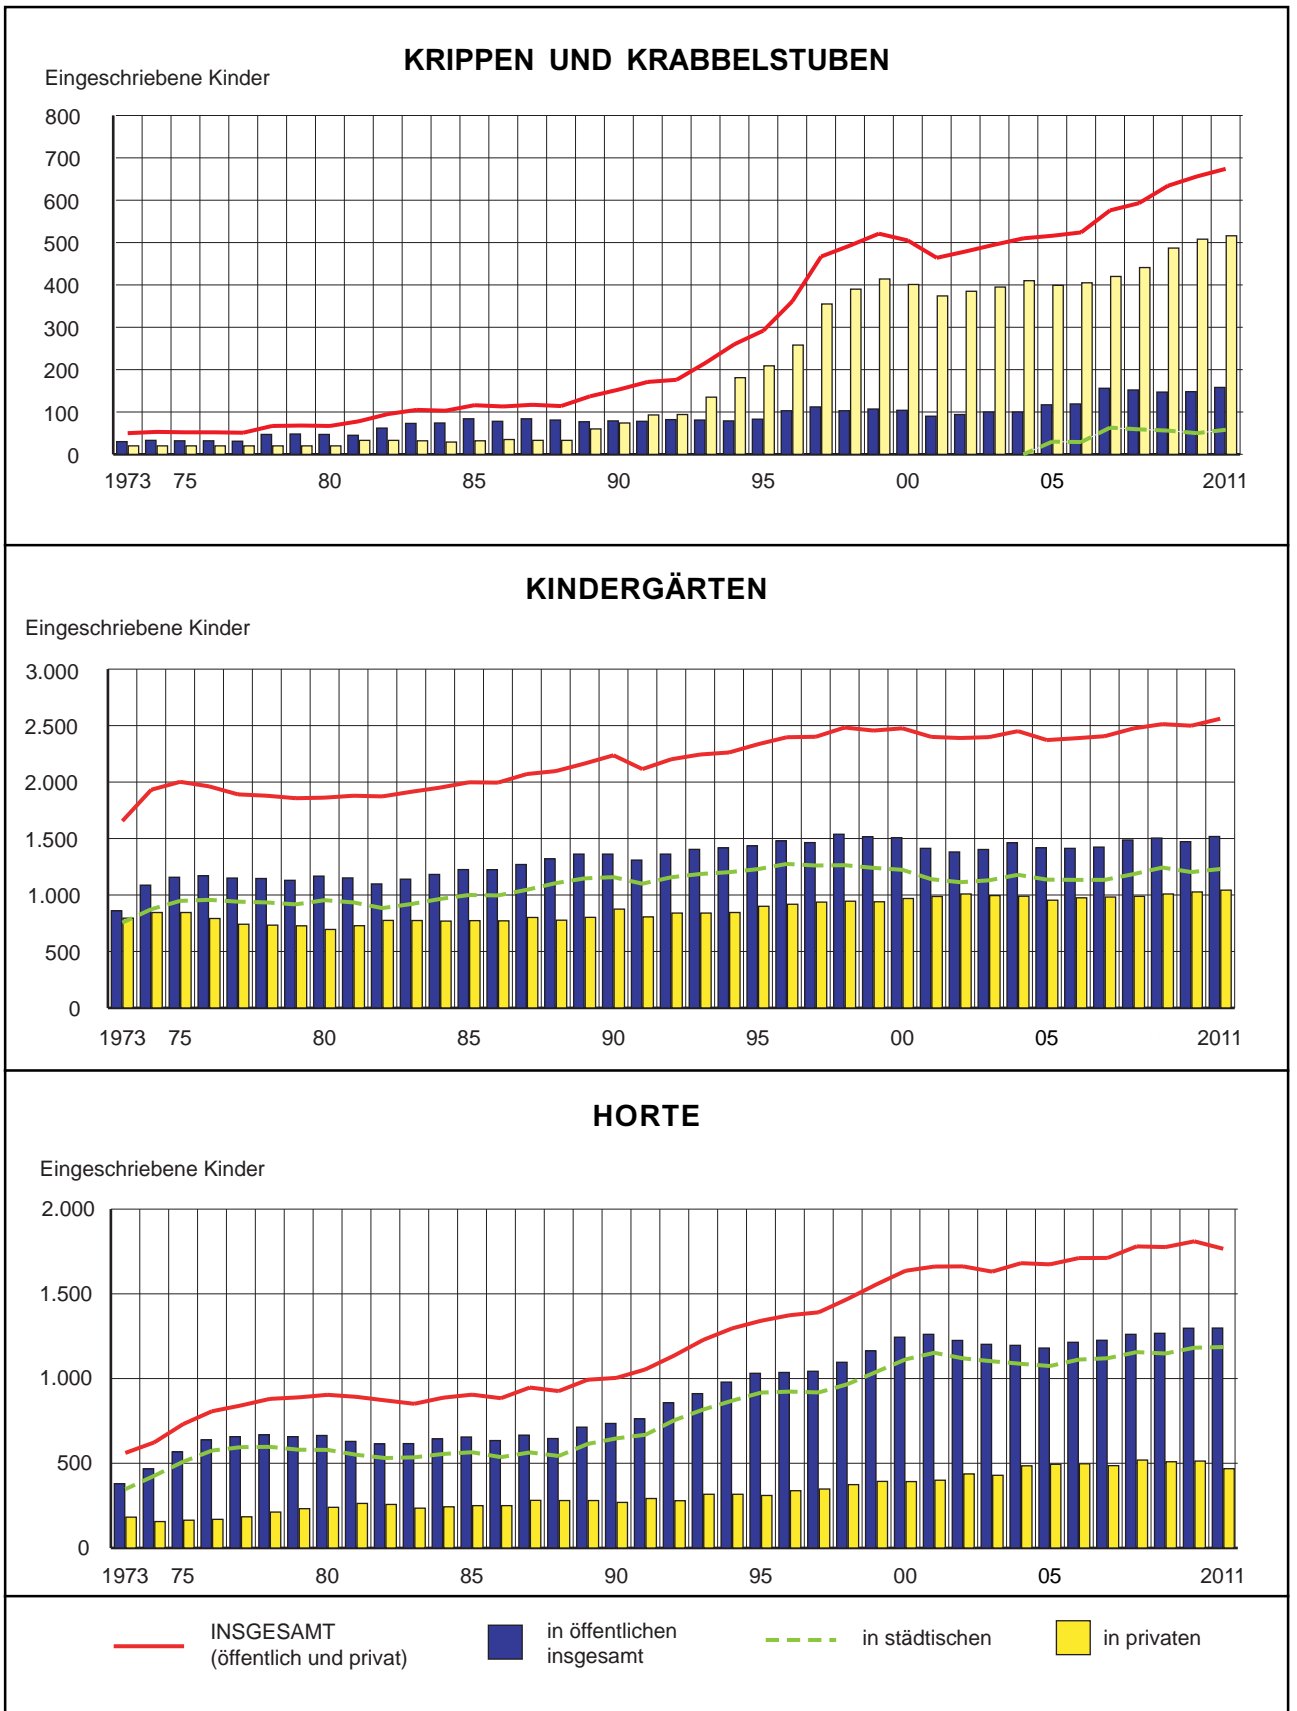 KRIPPEN UND KRABBELSTUBEN
Eingeschriebene Kinder
800
700
600
500
400
300
200
100
0
1973 75 80 85 90 95 00 05 2011
KINDERGÄRTEN
Eingeschriebene Kinder
3.000
2.500
2.000
1.500
1.000
500
0
1973 75 80 85 90 95 00 05 2011
HORTE
Eingeschriebene Kinder
2.000
1.500
1.000
500
0
1973 75 80 85 90 95 00 05 2011
INSGESAMT
(öffentlich und privat)
in öffentlichen
insgesamt
in städtischen
in privaten